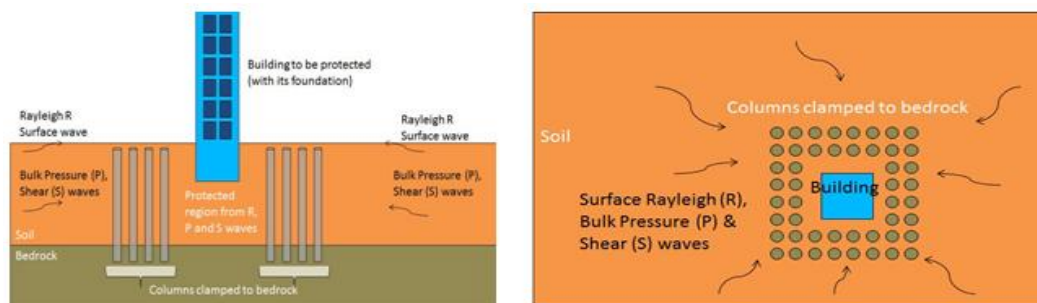 Building to be protected
(with its foundation)
Rayleigh R
Surface wave
Rayleigh R
Surface wave
Bulk Pressure (P),
Shear (S) waves
Bulk Pressure (P),
Shear (S) waves
Protected
region from R,
P and S waves
Soil
Bedrock
Columns clamped to bedrock
Columns clamped to bedrock
Soil
Building
Surface Rayleigh (R),
Bulk Pressure (P) &
Shear (S) waves